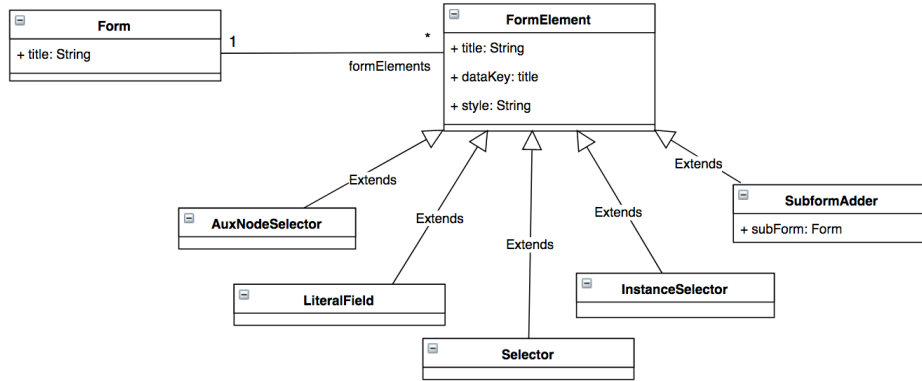 Form
+ title: String
1
*
formElements
FormElement
+ title: String
+ dataKey: title
+ style: String
Extends
Extends
Extends
Extends
Extends
AuxNodeSelector
LiteralField
Selector
InstanceSelector
SubformAdder
+ subForm: Form